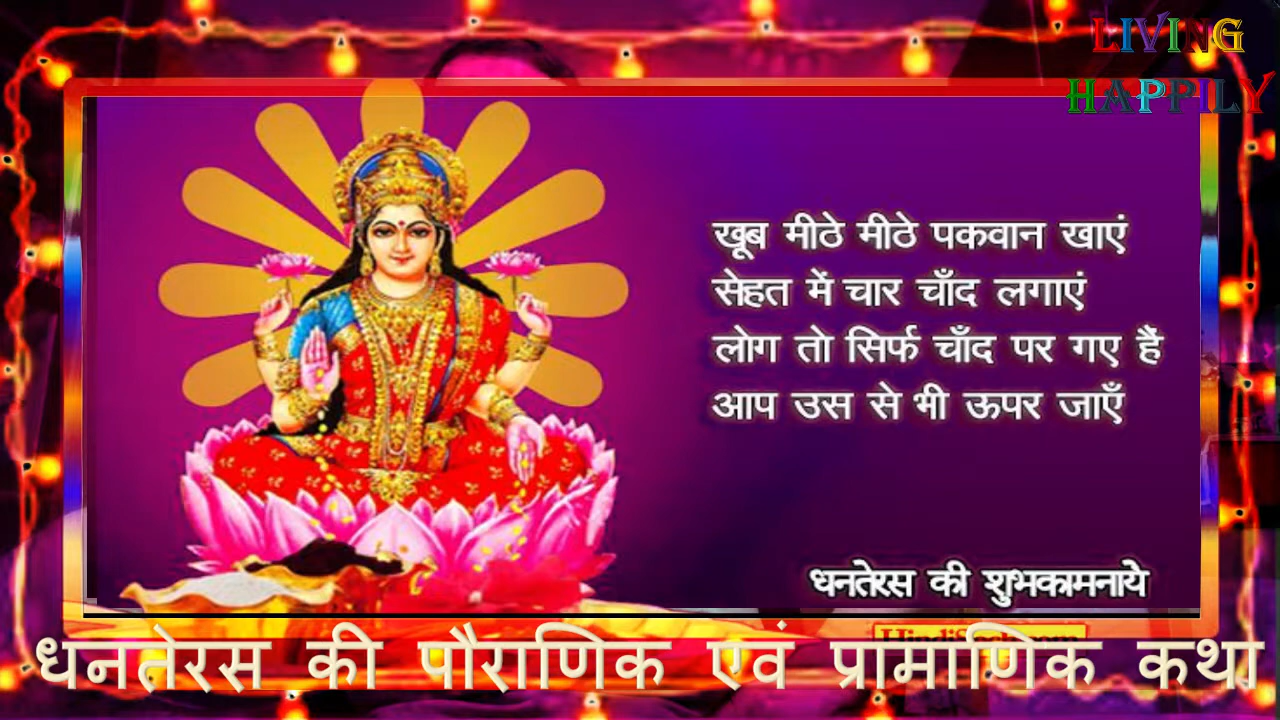 LIVING
HAPPILY
खूब मीठे मीठे पकवान खाएं
सेहत में चार चाँद लगाएं
लोग तो सिर्फ चाँद पर गए हैं
आप उस से भी ऊपर जाएँ
धनतेरस की शुभकामनाये
धनतेरस की पौराणिक एवं प्रामाणिक कथा